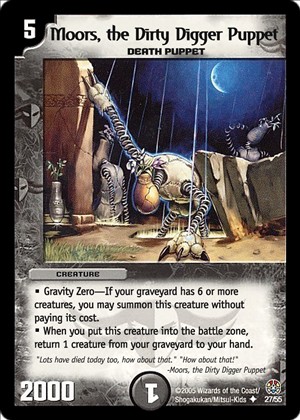 5 Moors, the Dirty Digger Puppet
DEATH PUPPET
CREATURE
▪ Gravity Zero—If your graveyard has 6 or more
creatures, you may summon this creature without
paying its cost.
▪ When you put this creature into the battle zone,
return 1 creature from your graveyard to your hand.
"Lots have died today too, how about that." "How about that!"
-Moors, the Dirty Digger Puppet
2000
1
©2005 Wizards of the Coast/
Shogakukan/Mitsui-Kids ♦ 27/55